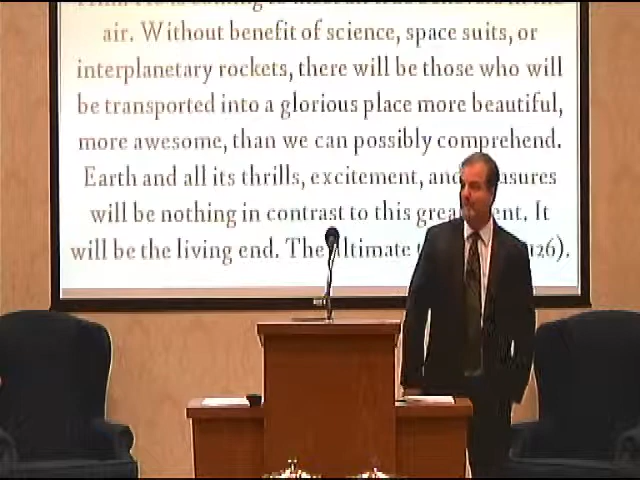 air. Without benefit of science, space suits, or
interplanetary rockets, there will be those who will
be transported into a glorious place more beautiful,
more awesome, than we can possibly comprehend.
Earth and all its thrills, excitement, and
will be nothing in contrast to this It
will be the living end. The 126).